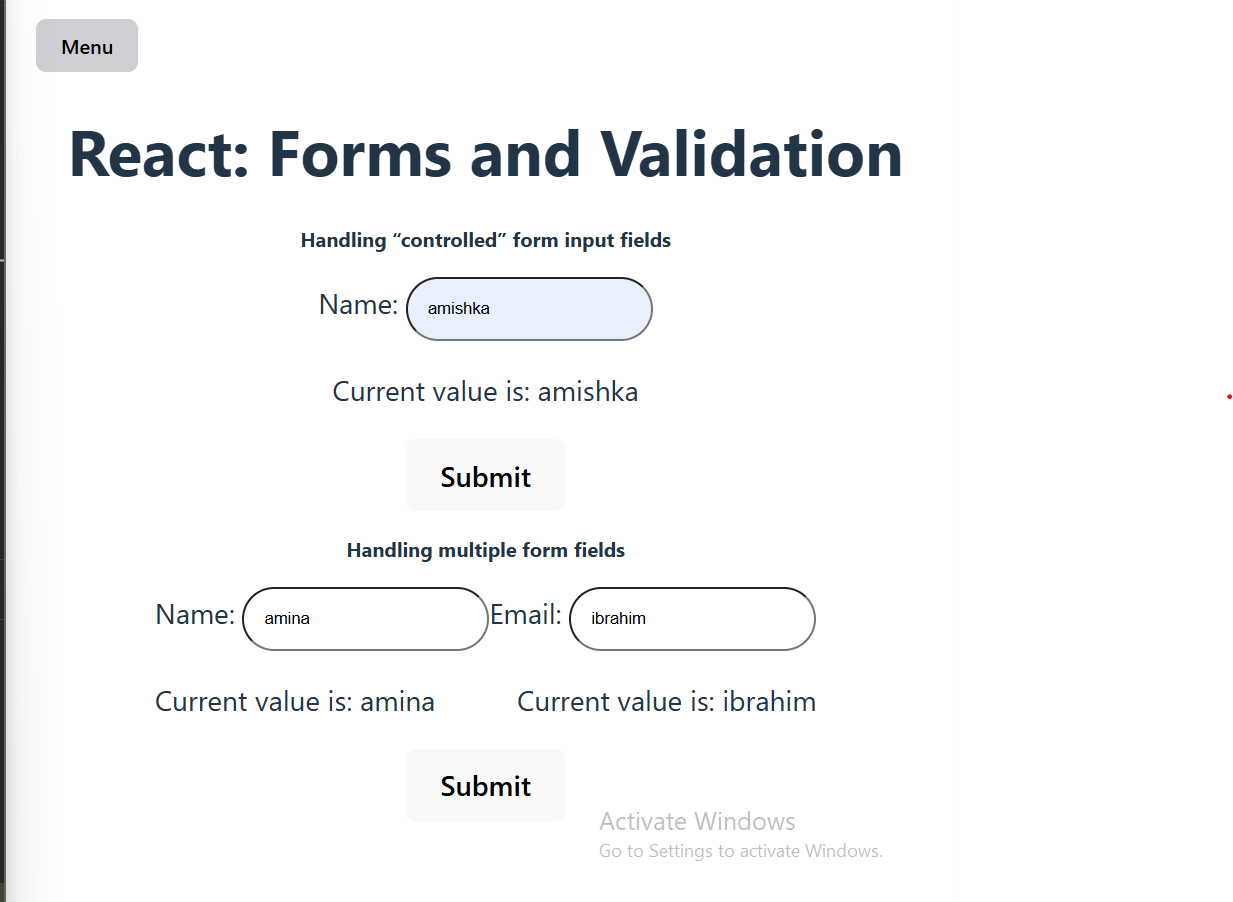 Menu
React: Forms and Validation
Handling “controlled” form input fields
Name: amishka
Current value is: amishka
Submit
Handling multiple form fields
Name: amina Email: ibrahim
Current value is: amina Current value is: ibrahim
Submit
Activate Windows
Go to Settings to activate Windows.